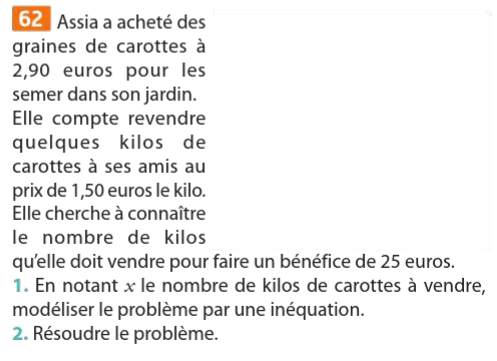 62 Assia a acheté des
graines de carottes à
2,90 euros pour les
semer dans son jardin.
Elle compte revendre
quelques kilos de
carottes à ses amis au
prix de 1,50 euros le kilo.
Elle cherche à connaître
le nombre de kilos
qu'elle doit vendre pour faire un bénéfice de 25 euros.
1. En notant x le nombre de kilos de carottes à vendre,
modéliser le problème par une inéquation.
2. Résoudre le problème.